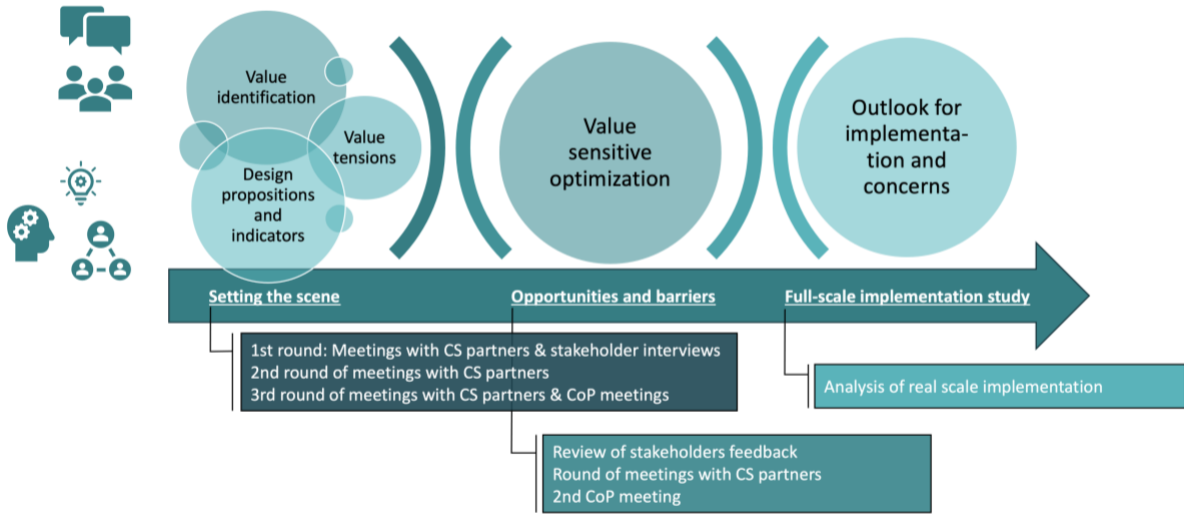 Value
identification
Value
tensions
Design
propositions
and
indicators
Value
sensitive
optimization
Outlook for
implementa-
tion and
concerns
Setting the scene
Opportunities and barriers
Full-scale implementation study
1st round: Meetings with CS partners & stakeholder interviews
2nd round of meetings with CS partners
3rd round of meetings with CS partners & CoP meetings
Analysis of real scale implementation
Review of stakeholders feedback
Round of meetings with CS partners
2nd CoP meeting